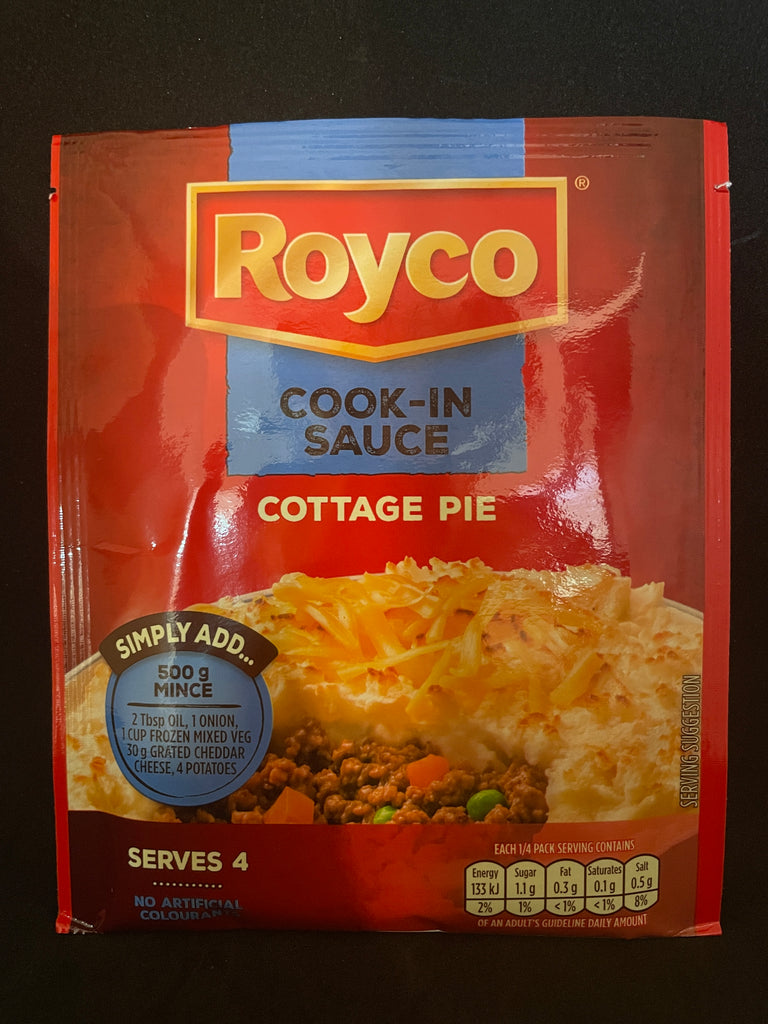 Royco®
COOK-IN
SAUCE
COTTAGE PIE
SIMPLY ADD...
500 g
MINCE
2 Tbsp OIL, 1 ONION,
1 CUP FROZEN MIXED VEG
30 g GRATED CHEDDAR
CHEESE, 4 POTATOES
SERVING SUGGESTION
SERVES 4
NO ARTIFICIAL
COLOURANTS
EACH 1/4 PACK SERVING CONTAINS
Energy Sugar Fat Saturates Salt
133 kJ 1.1 g 0.3 g 0.1 g 0.5 g
2% 1% <1% <1% 8%
OF AN ADULT'S GUIDELINE DAILY AMOUNT